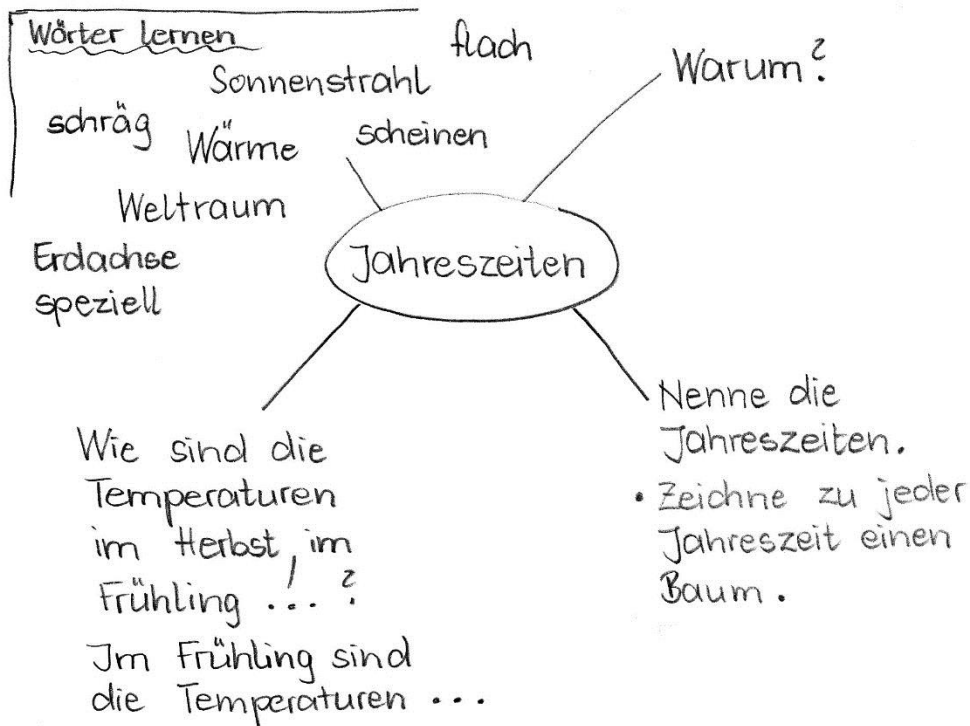 Wörter lernen
flach
Sonnenstrahl
schräg
Wärme
scheinen
Weltraum
Erdachse
speziell
Warum?
Jahreszeiten
Wie sind die
Temperaturen
im Herbst, im
Frühling ... ?
Im Frühling sind
die Temperaturen ...
Nenne die
Jahreszeiten.
• Zeichne zu jeder
Jahreszeit einen
Baum.